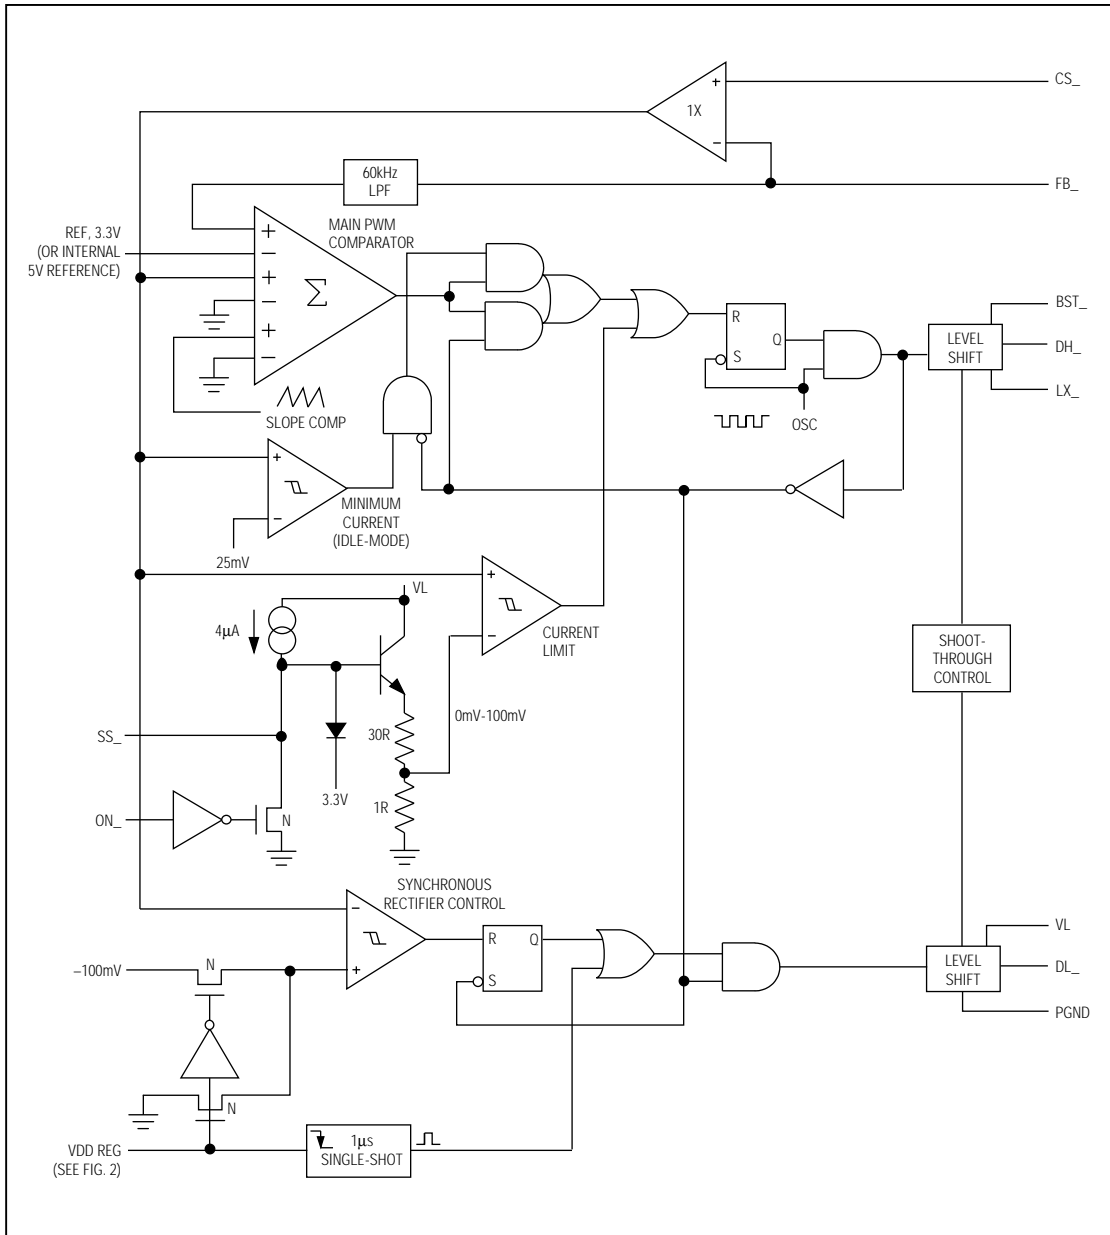 CS_
+
1X
−
60kHz
LPF
FB_
MAIN PWM
COMPARATOR
REF, 3.3V
(OR INTERNAL
5V REFERENCE)
+
−
+
−
+
−
Σ
SLOPE COMP
R
Q
S
OSC
LEVEL
SHIFT
BST_
DH_
LX_
+
−
MINIMUM
CURRENT
(IDLE-MODE)
25mV
VL
+
−
CURRENT
LIMIT
4µA
SHOOT-
THROUGH
CONTROL
0mV-100mV
30R
SS_
3.3V
1R
ON_
N
SYNCHRONOUS
RECTIFIER CONTROL
−
+
R
Q
S
VL
LEVEL
SHIFT
DL_
PGND
–100mV
N
N
VDD REG
(SEE FIG. 2)
1µs
SINGLE-SHOT